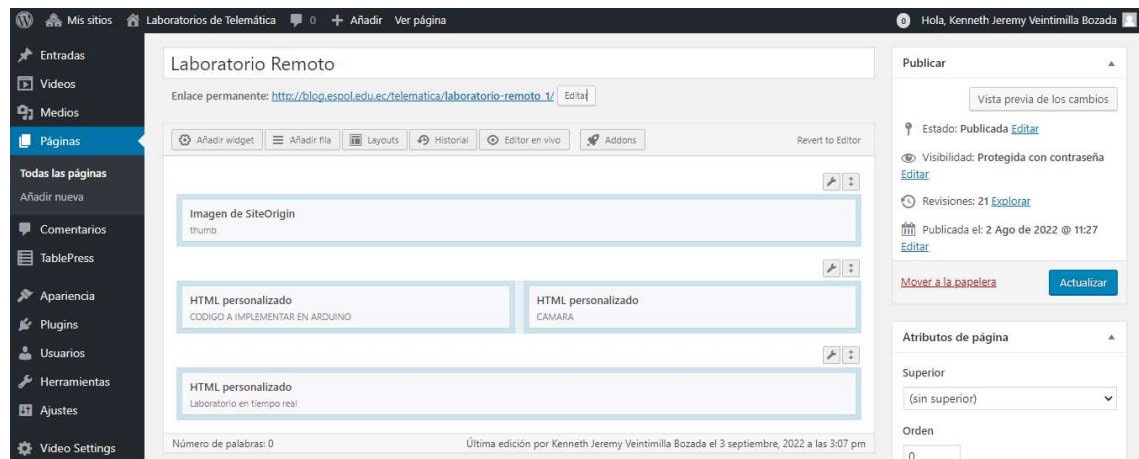 Mis sitios Laboratorios de Telemática 0 + Añadir Ver página 0 Hola, Kenneth Jeremy Veintimilla Bozada
Entradas
Videos
Medios
Páginas
Todas las páginas
Añadir nueva
Comentarios
TablePress
Apariencia
Plugins
Usuarios
Herramientas
Ajustes
Video Settings
Laboratorio Remoto
Enlace permanente: http://blog.espol.edu.ec/telematica/laboratorio-remoto_1/ Editar
Añadir widget Añadir fila Layouts Historial Editor en vivo Addons Revert to Editor
Imagen de SiteOrigin
thumb
HTML personalizado
CODIGO A IMPLEMENTAR EN ARDUINO
HTML personalizado
CAMARA
HTML personalizado
Laboratorio en tiempo real
Número de palabras: 0 Última edición por Kenneth Jeremy Veintimilla Bozada el 3 septiembre, 2022 a las 3:07 pm
Publicar
Vista previa de los cambios
Estado: Publicada Editar
Visibilidad: Protegida con contraseña
Editar
Revisiones: 21 Explorar
Publicada el: 2 Ago de 2022 @ 11:27
Editar
Mover a la papelera Actualizar
Atributos de página
Superior
(sin superior)
Orden
0